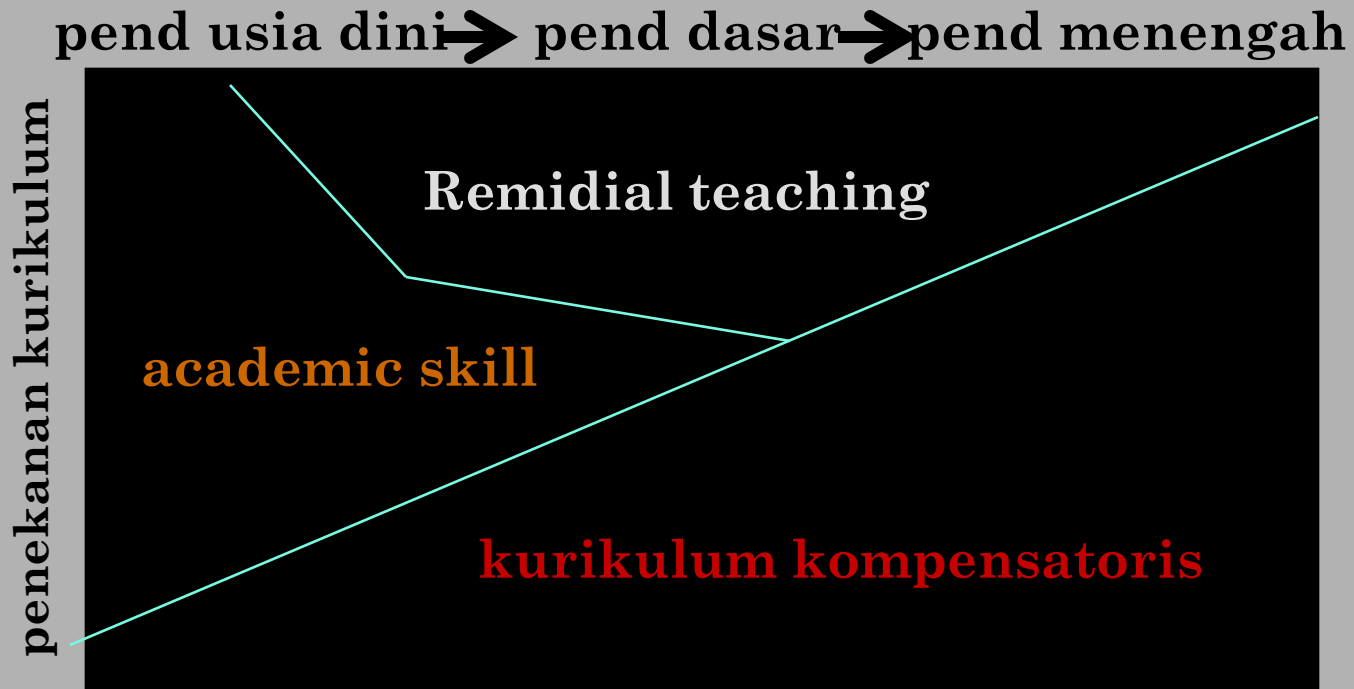 pend usia dini pend dasar pend menengah
penekanan kurikulum
Remidial teaching
academic skill
kurikulum kompensatoris